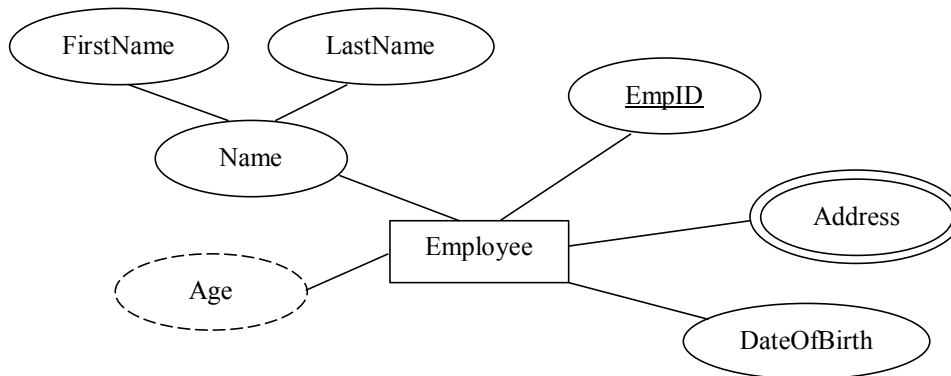 FirstName
LastName
EmpID
Name
Address
Employee
Age
DateOfBirth